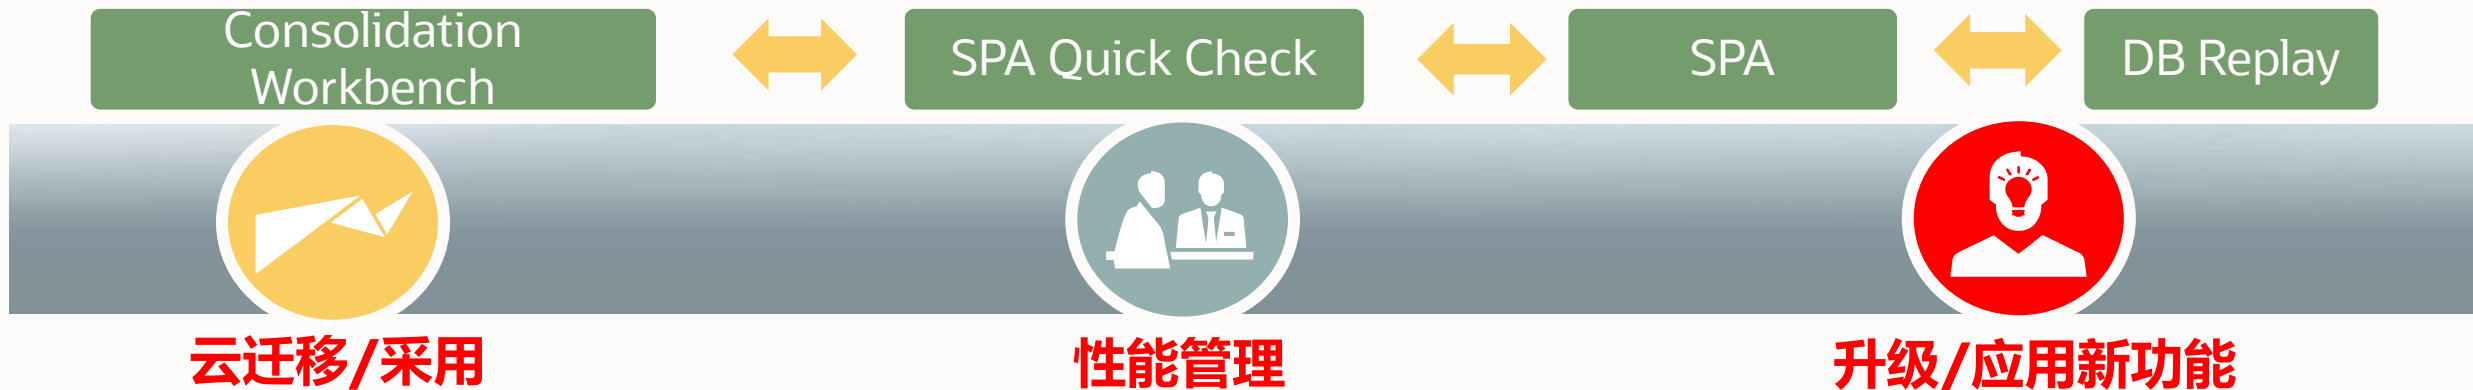 Consolidation
Workbench
SPA Quick Check
SPA
DB Replay
云迁移/采用
性能管理
升级/应用新功能